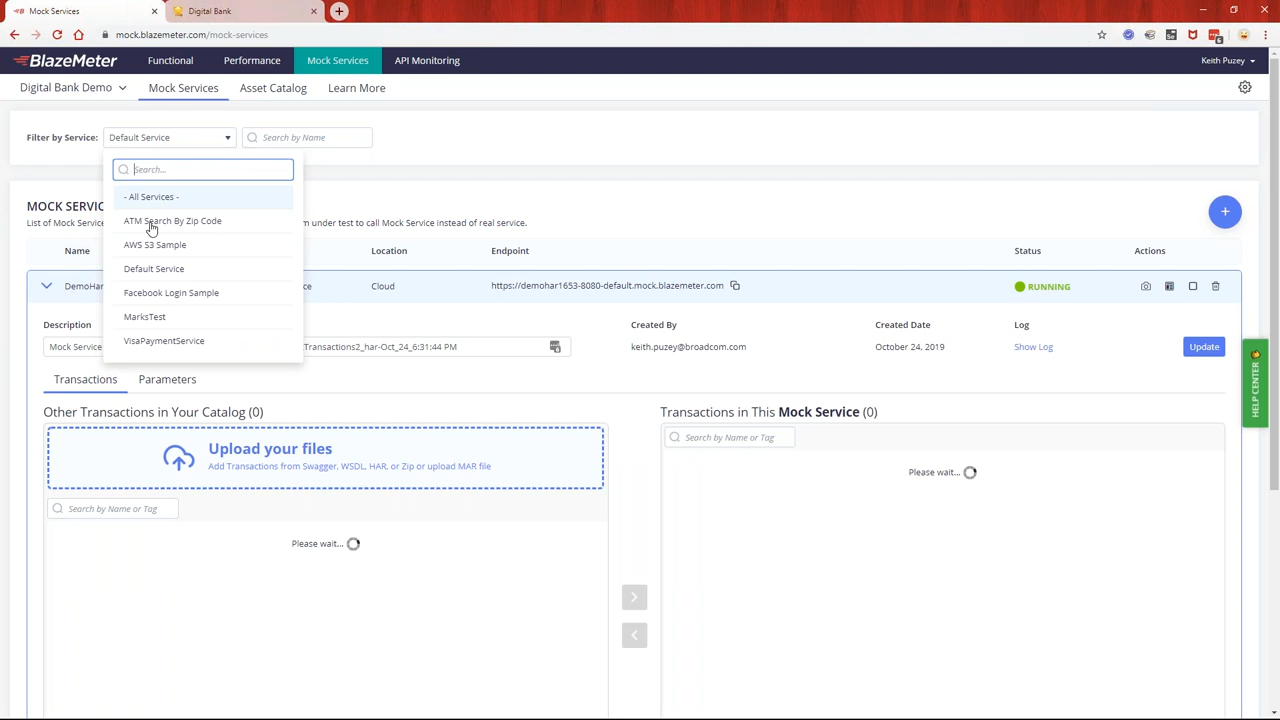 Mock Services
Digital Bank
mock.blazemeter.com/mock-services
BlazeMeter
Functional
Performance
Mock Services
API Monitoring
Keith Puzey
Digital Bank Demo
Mock Services
Asset Catalog
Learn More
Filter by Service:
Default Service
Search by Name
Search...
- All Services -
ATM Search By Zip Code
AWS S3 Sample
Default Service
Facebook Login Sample
MarksTest
VisaPaymentService
MOCK SERVIC
List of Mock Service
m under test to call Mock Services instead of real service.
Name
Location
Endpoint
Status
Actions
DemoHar
ce
Cloud
https://demohar1653-8080-default.mock.blazemeter.com
RUNNING
Description
Created By
Created Date
Log
Mock Service
Transactions2_har-Oct_24_6:31:44 PM
keith.puzey@broadcom.com
October 24, 2019
Show Log
Update
HELP CENTER
Transactions
Parameters
Other Transactions in Your Catalog (0)
Transactions in This Mock Service (0)
Upload your files
Add Transactions from Swagger, WSDL, HAR, or Zip or upload MAR file
Search by Name or Tag
Search by Name or Tag
Please wait...
Please wait...